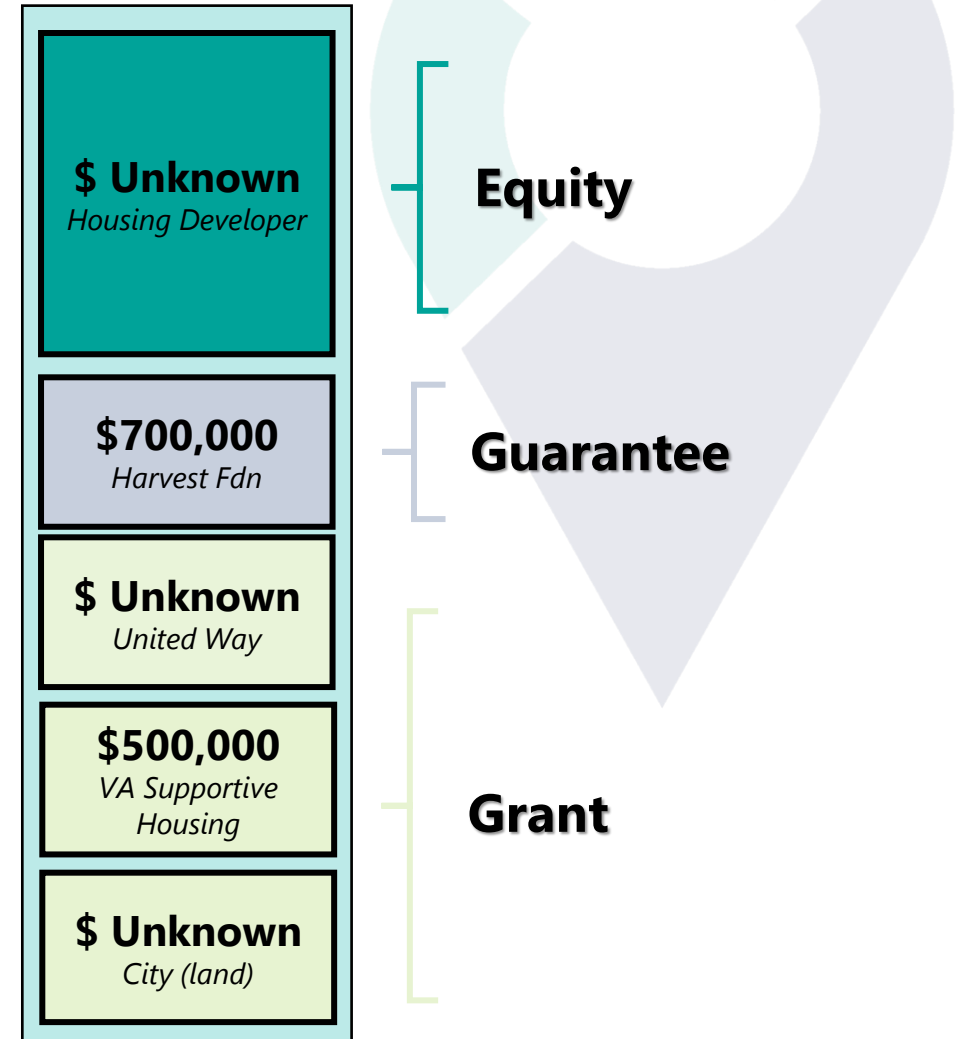 $ Unknown
Housing Developer
Equity
$700,000
Harvest Fdn
Guarantee
$ Unknown
United Way
$500,000
VA Supportive
Housing
Grant
$ Unknown
City (land)